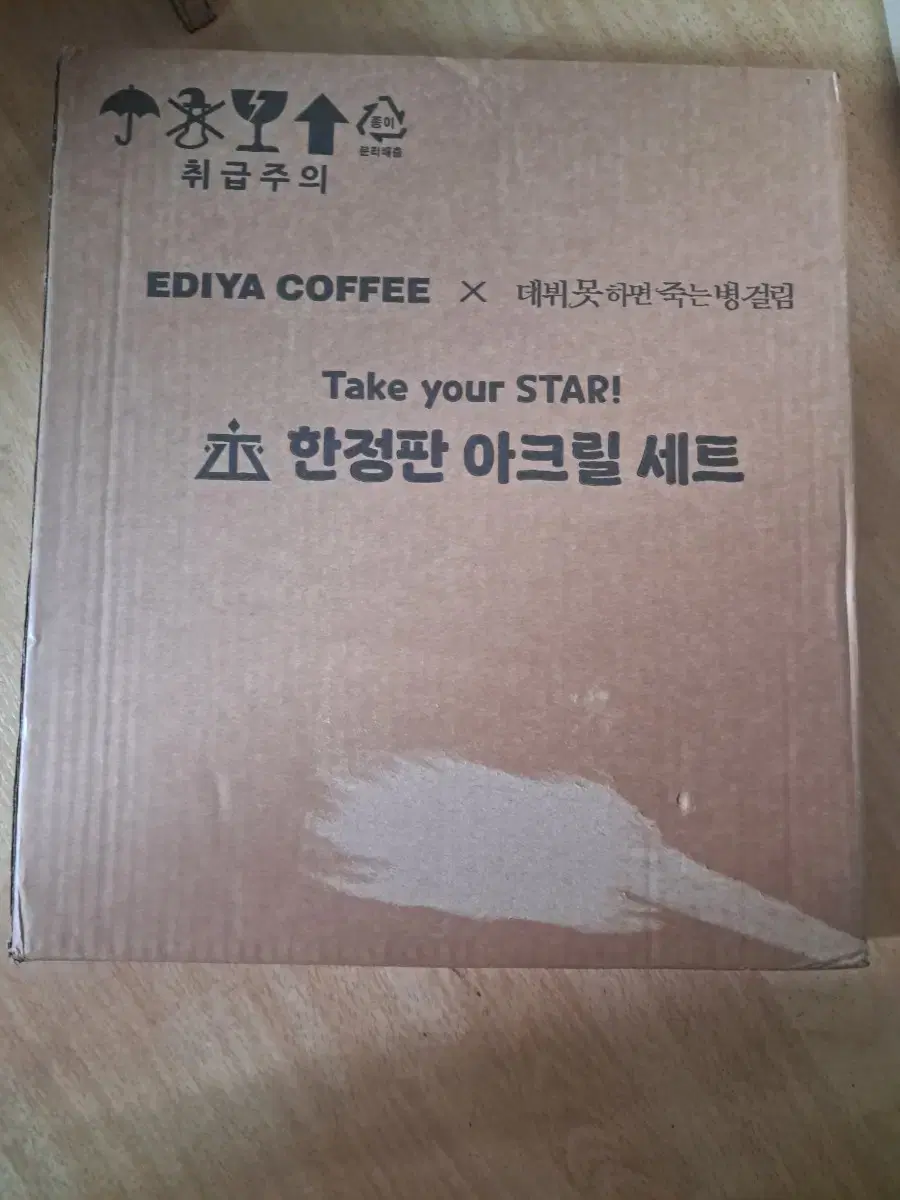 종이
분리배출
취급주의
EDIYA COFFEE × 데뷔 못 하면 죽는 병 걸림
Take your STAR!
한정판 아크릴 세트